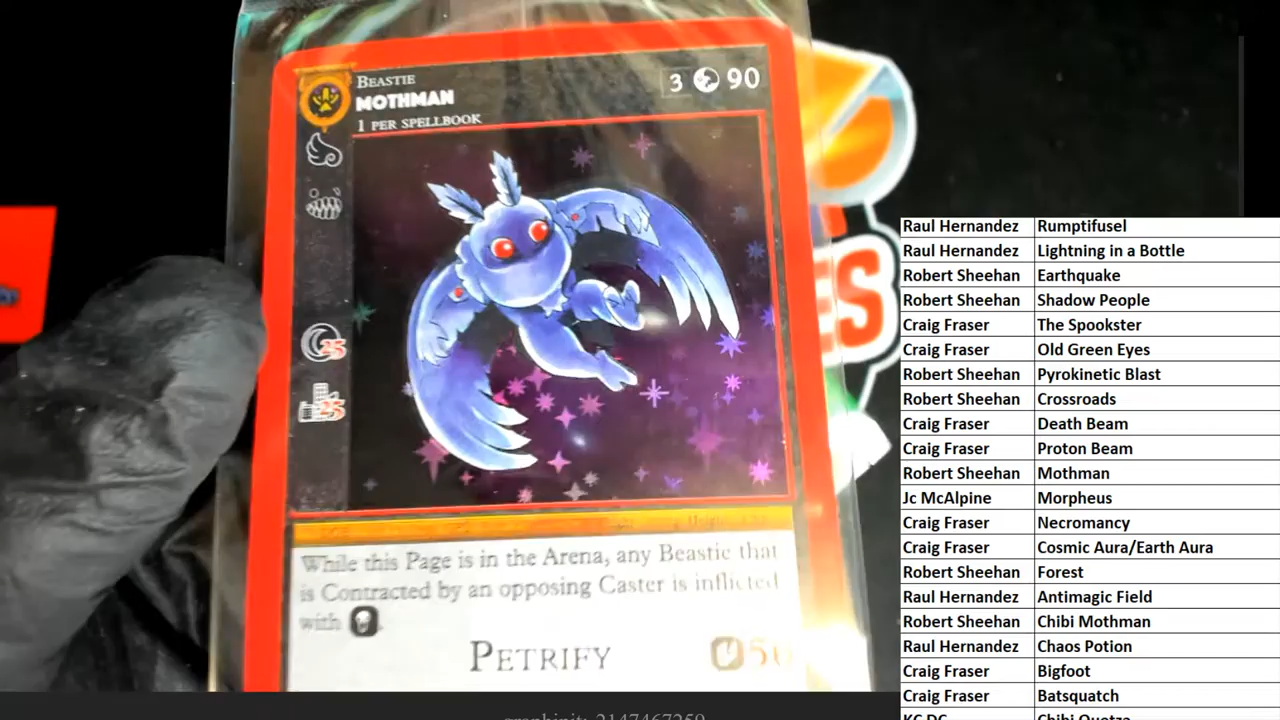 BEASTIE
MOTHMAN
1 PER SPELLBOOK
3 90
25
25
While this Page is in the Arena, any Beastie that
is Contracted by an opposing Caster is inflicted
with
PETRIFY
ES
Raul Hernandez Rumptifusel
Raul Hernandez Lightning in a Bottle
Robert Sheehan Earthquake
Robert Sheehan Shadow People
Craig Fraser The Spookster
Craig Fraser Old Green Eyes
Robert Sheehan Pyrokinetic Blast
Robert Sheehan Crossroads
Craig Fraser Death Beam
Craig Fraser Proton Beam
Robert Sheehan Mothman
Jc McAlpine Morpheus
Craig Fraser Necromancy
Craig Fraser Cosmic Aura/Earth Aura
Robert Sheehan Forest
Raul Hernandez Antimagic Field
Robert Sheehan Chibi Mothman
Raul Hernandez Chaos Potion
Craig Fraser Bigfoot
Craig Fraser Batsquatch